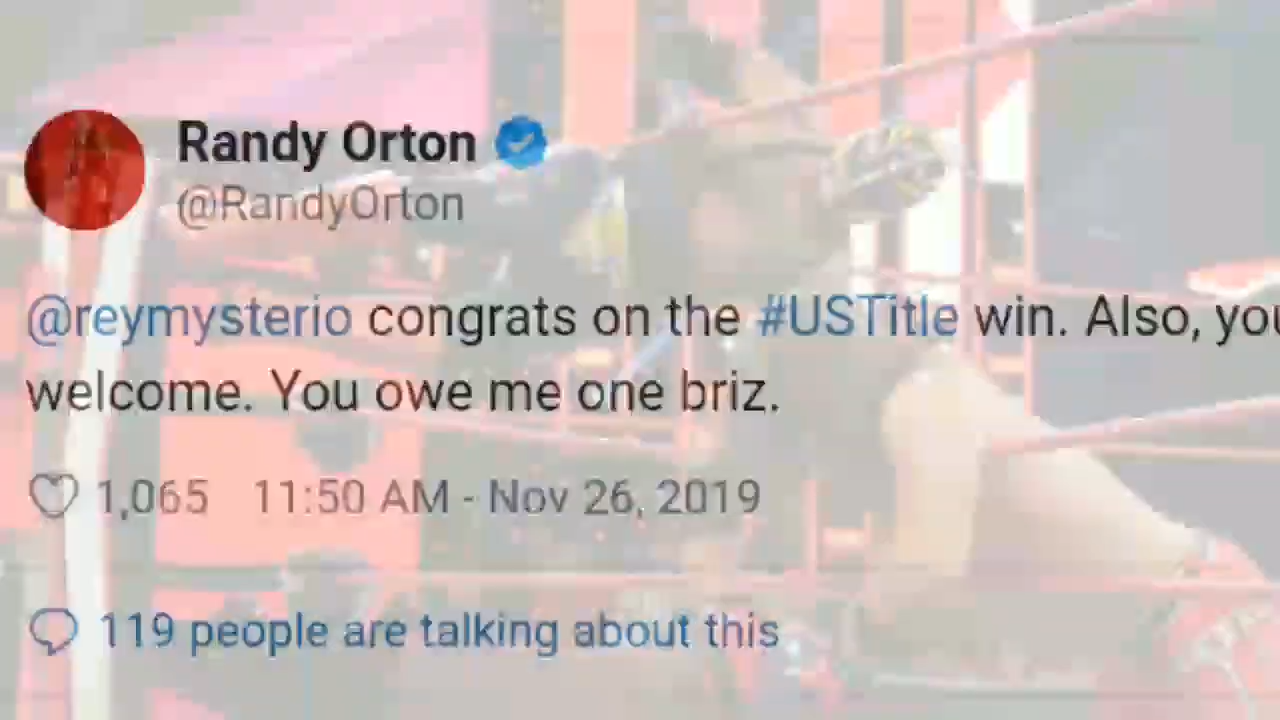 Randy Orton
@RandyOrton
@reymysterio congrats on the #USTitle win. Also, you
welcome. You owe me one briz.
1,065 11:50 AM - Nov 26, 2019
119 people are talking about this